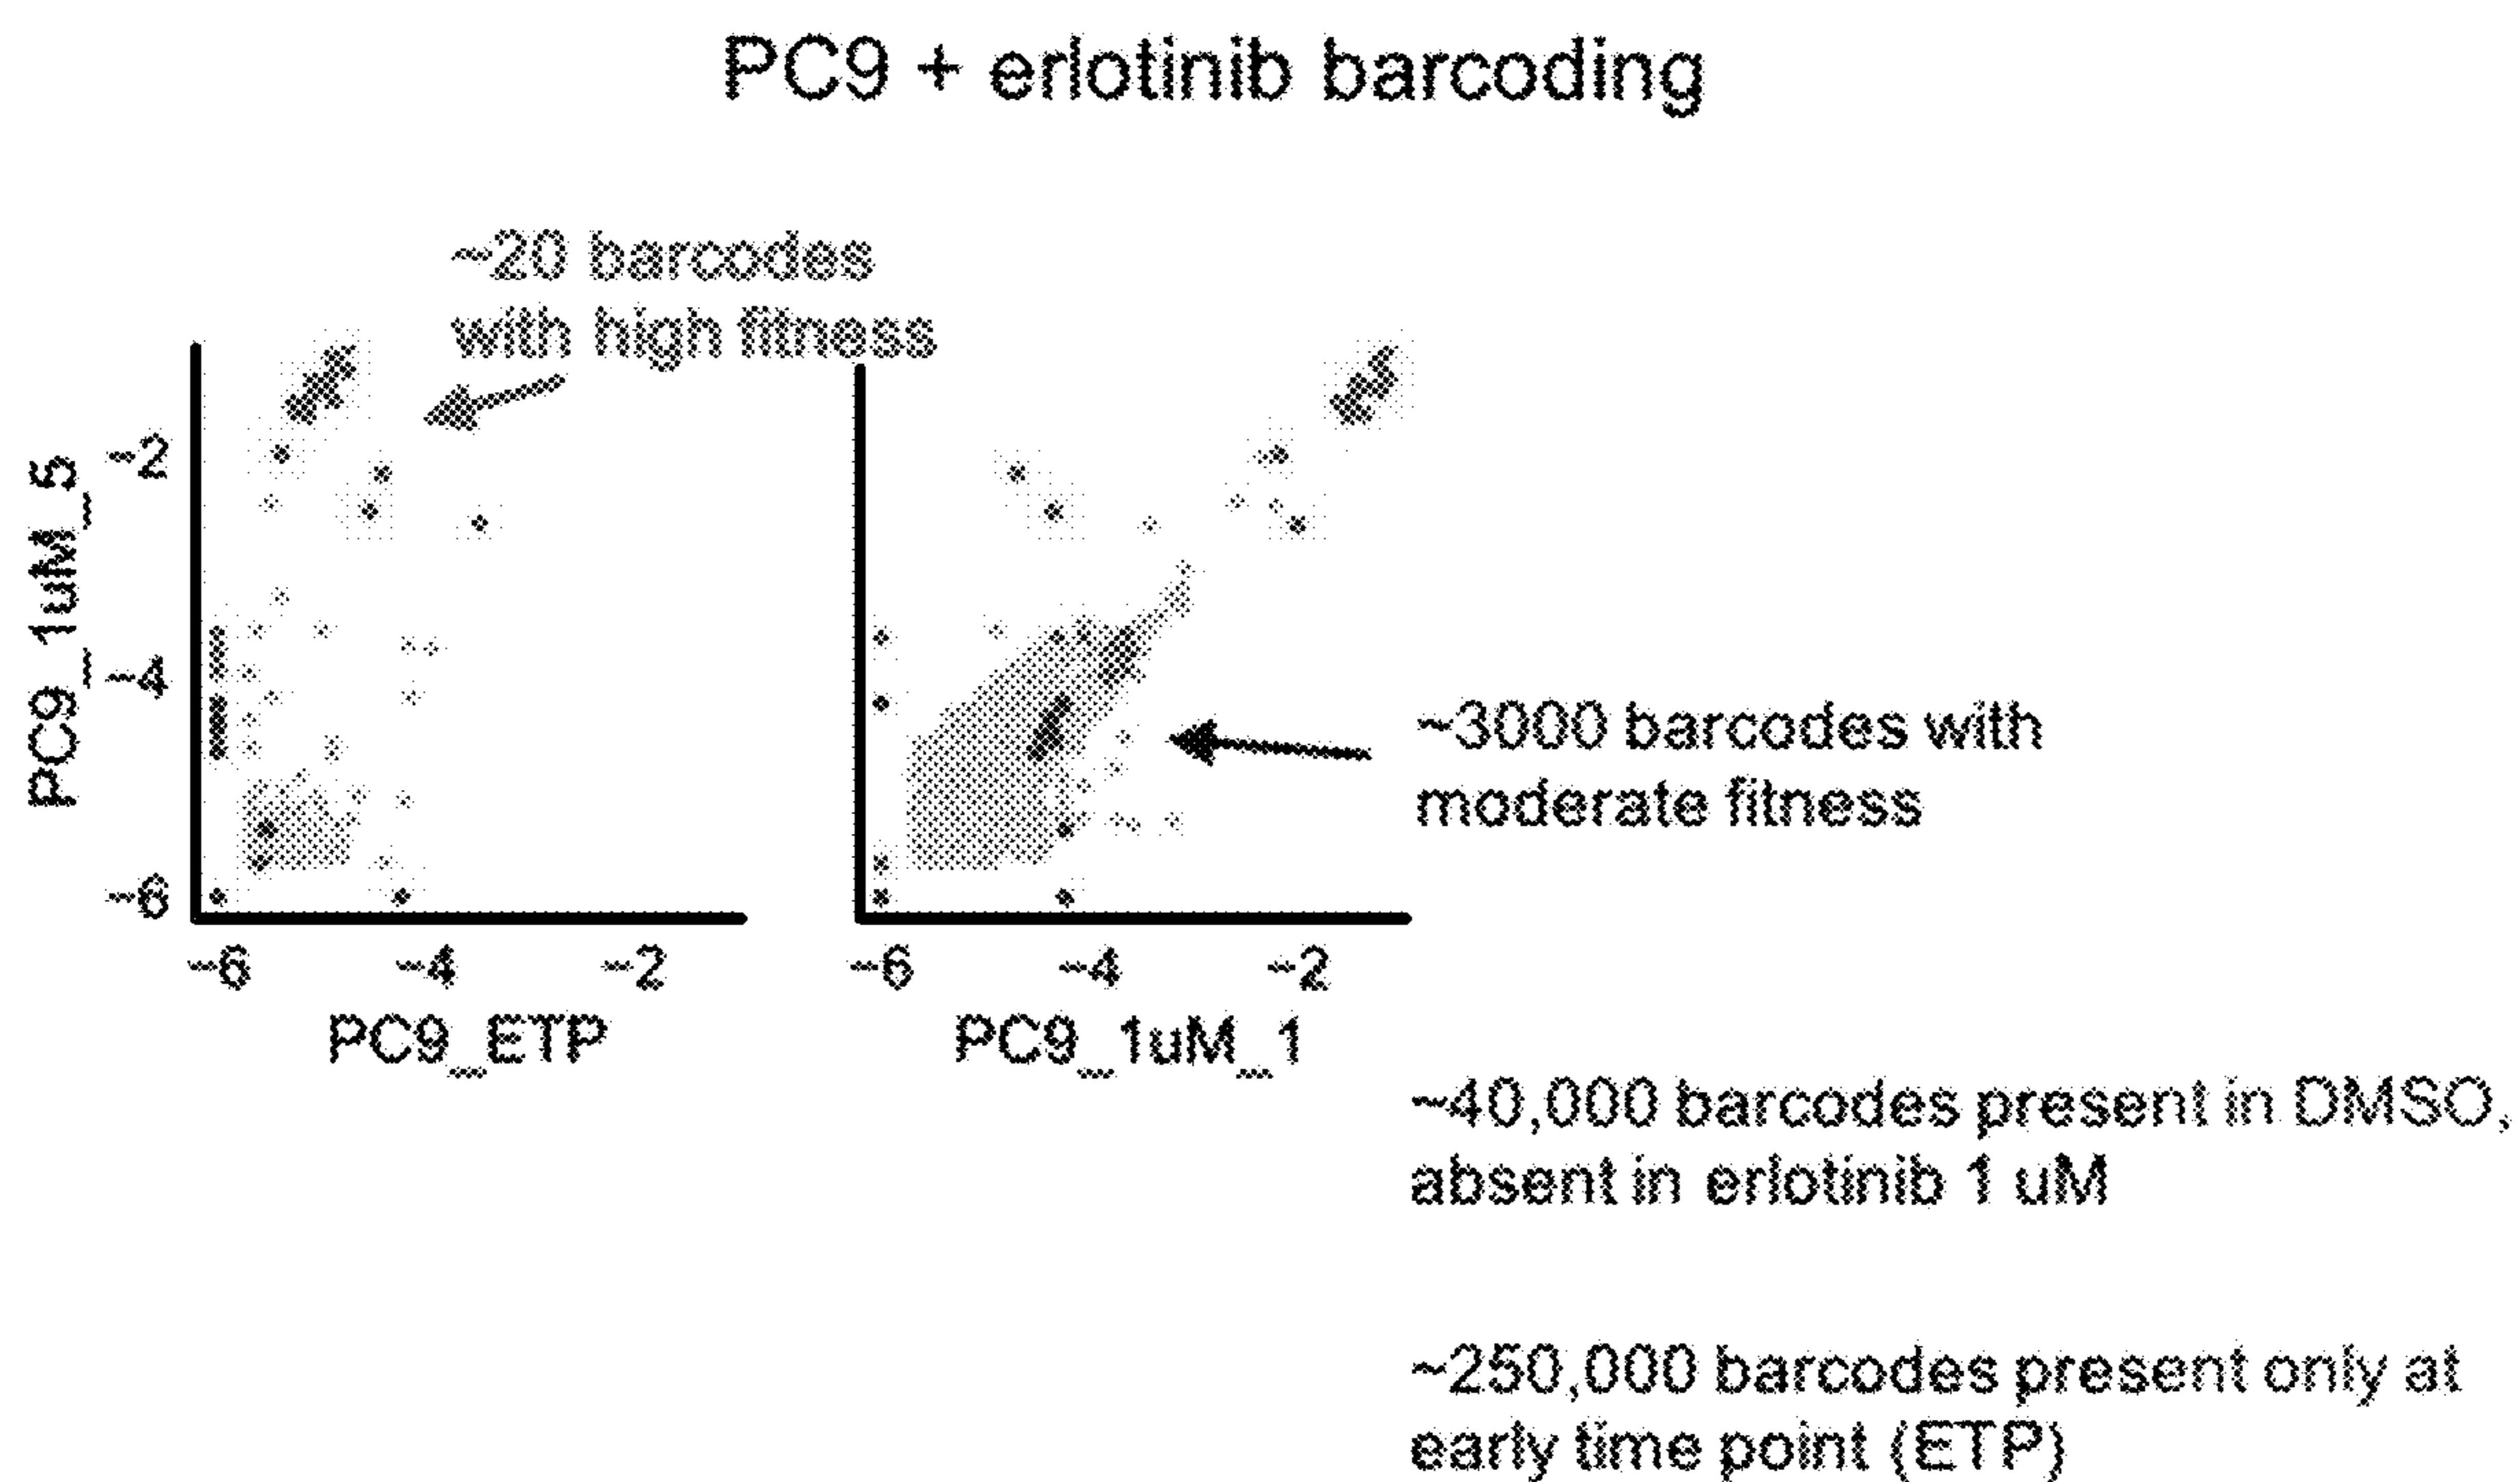 PC9 + erlotinib barcoding
~20 barcodes
with high fitness
PC9_1uM_5
-2
-4
-6
-6
-4
-2
PC9_ETP
-6
-4
-2
PC9_1uM_1
~3000 barcodes with
moderate fitness
~40,000 barcodes present in DMSO,
absent in erlotinib 1 uM
~250,000 barcodes present only at
early time point (ETP)